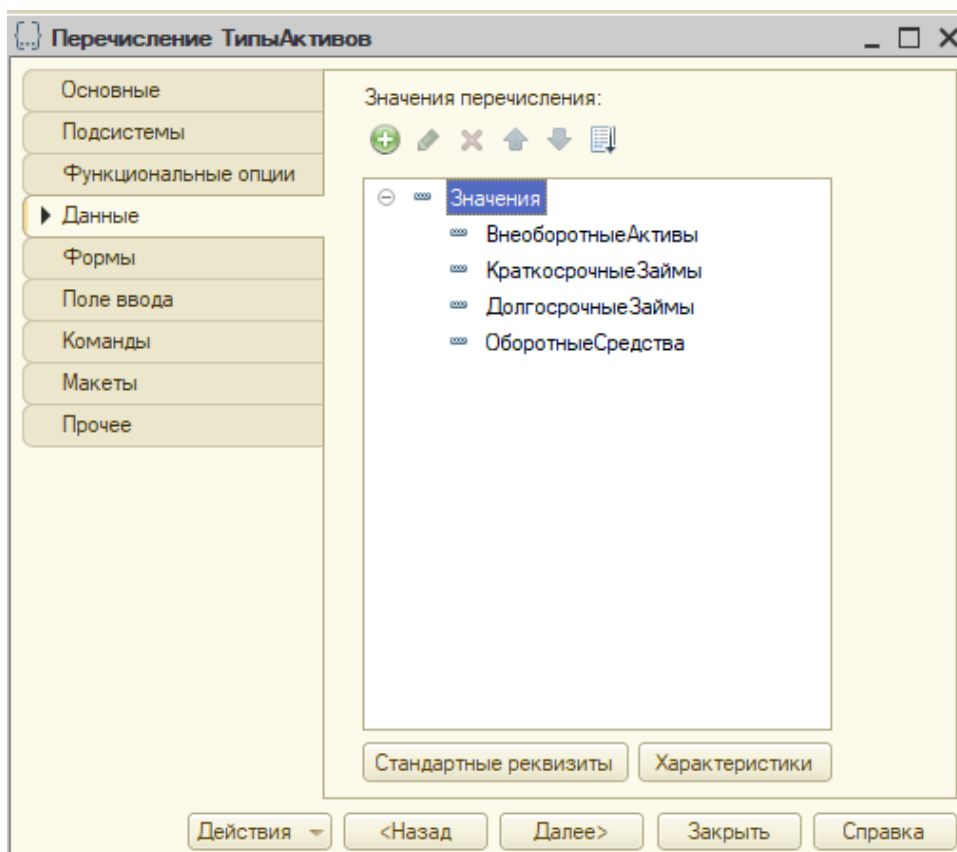 Перечисление ТипыАктивов
Основные
Подсистемы
Функциональные опции
Данные
Формы
Поле ввода
Команды
Макеты
Прочее
Значения перечисления:
Значения
ВнеоборотныеАктивы
КраткосрочныеЗаймы
ДолгосрочныеЗаймы
ОборотныеСредства
Стандартные реквизиты Характеристики
Действия <Назад Далее> Закрыть Справка